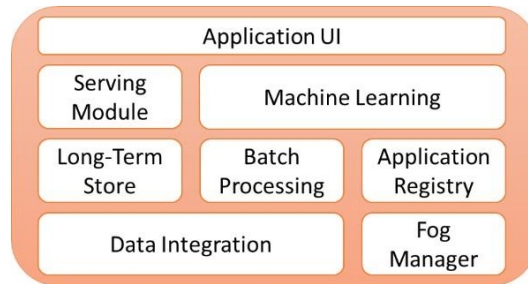 Application UI
Serving
Module
Machine Learning
Long-Term
Store
Batch
Processing
Application
Registry
Data Integration
Fog
Manager